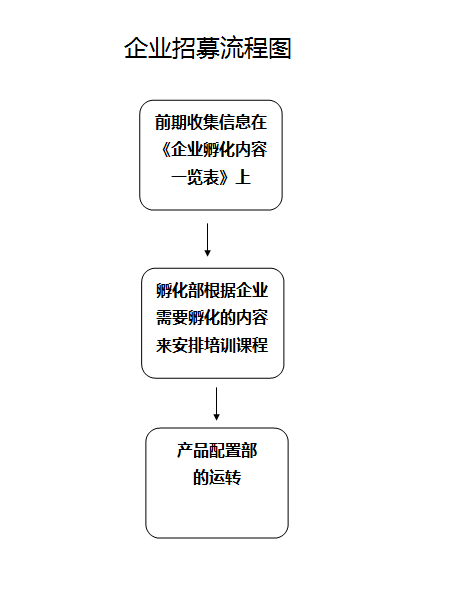 企业招募流程图
前期收集信息在
《企业孵化内容
一览表》上
孵化部根据企业
需要孵化的内容
来安排培训课程
产品配置部
的运转